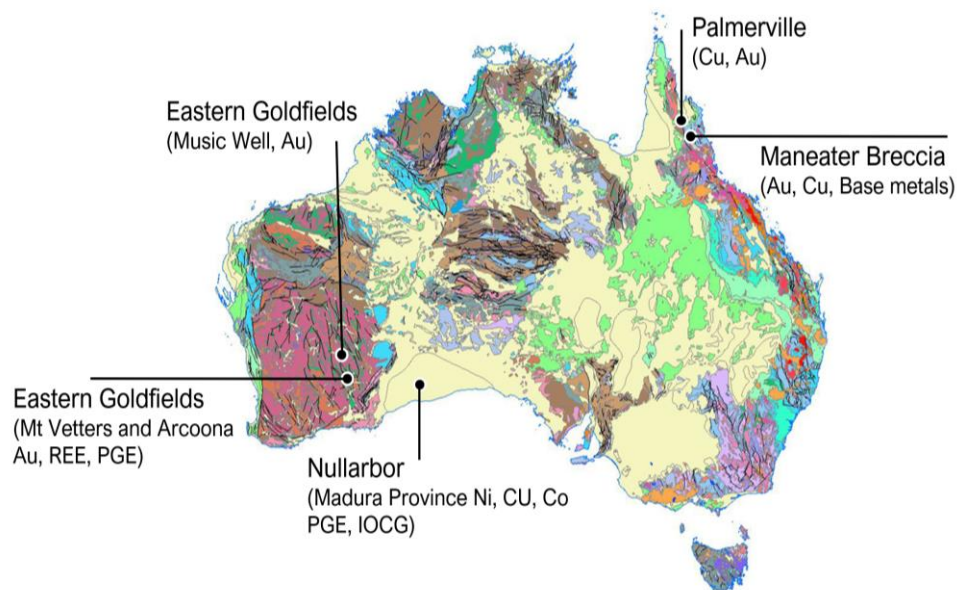 Palmerville
(Cu, Au)
Eastern Goldfields
(Music Well, Au)
Maneater Breccia
(Au, Cu, Base metals)
Eastern Goldfields
(Mt Vetters and Arcoona
Au, REE, PGE)
Nullarbor
(Madura Province Ni, CU, Co
PGE, IOCG)